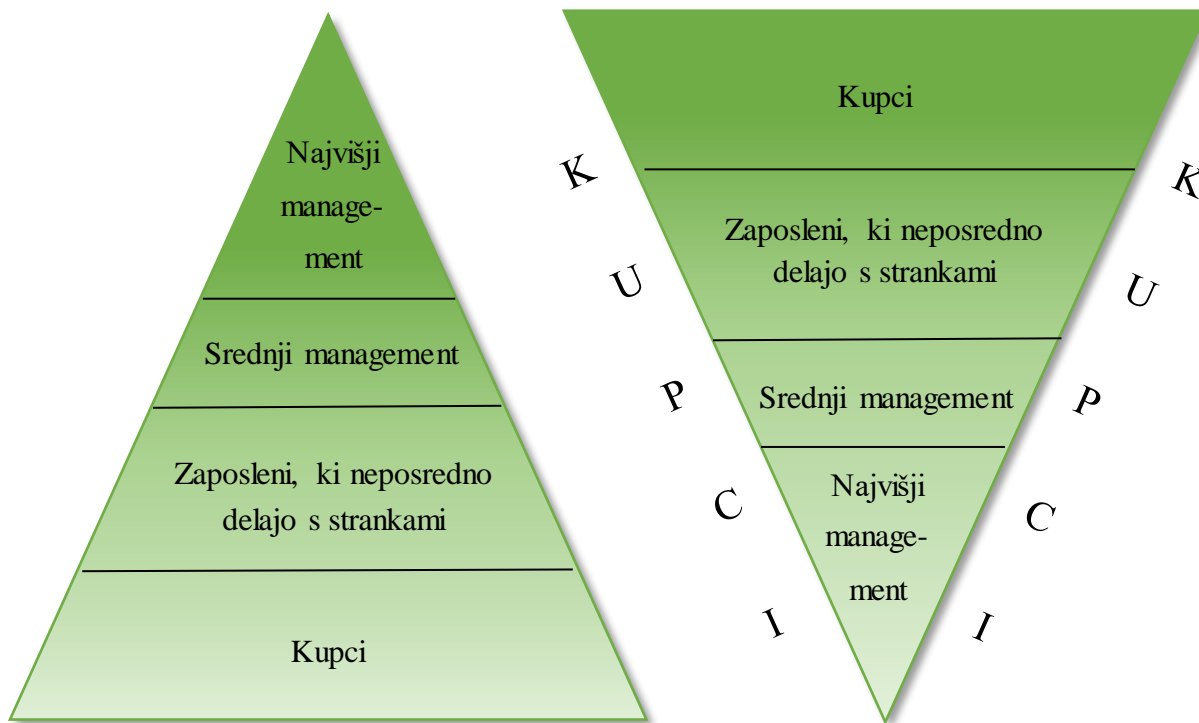 Najvišji
manage-
ment
Srednji management
Zaposleni, ki neposredno
delajo s strankami
Kupci
Kupci
Zaposleni, ki neposredno
delajo s strankami
Srednji management
Najvišji
manage-
ment
K
U
P
C
I
K
U
P
C
I